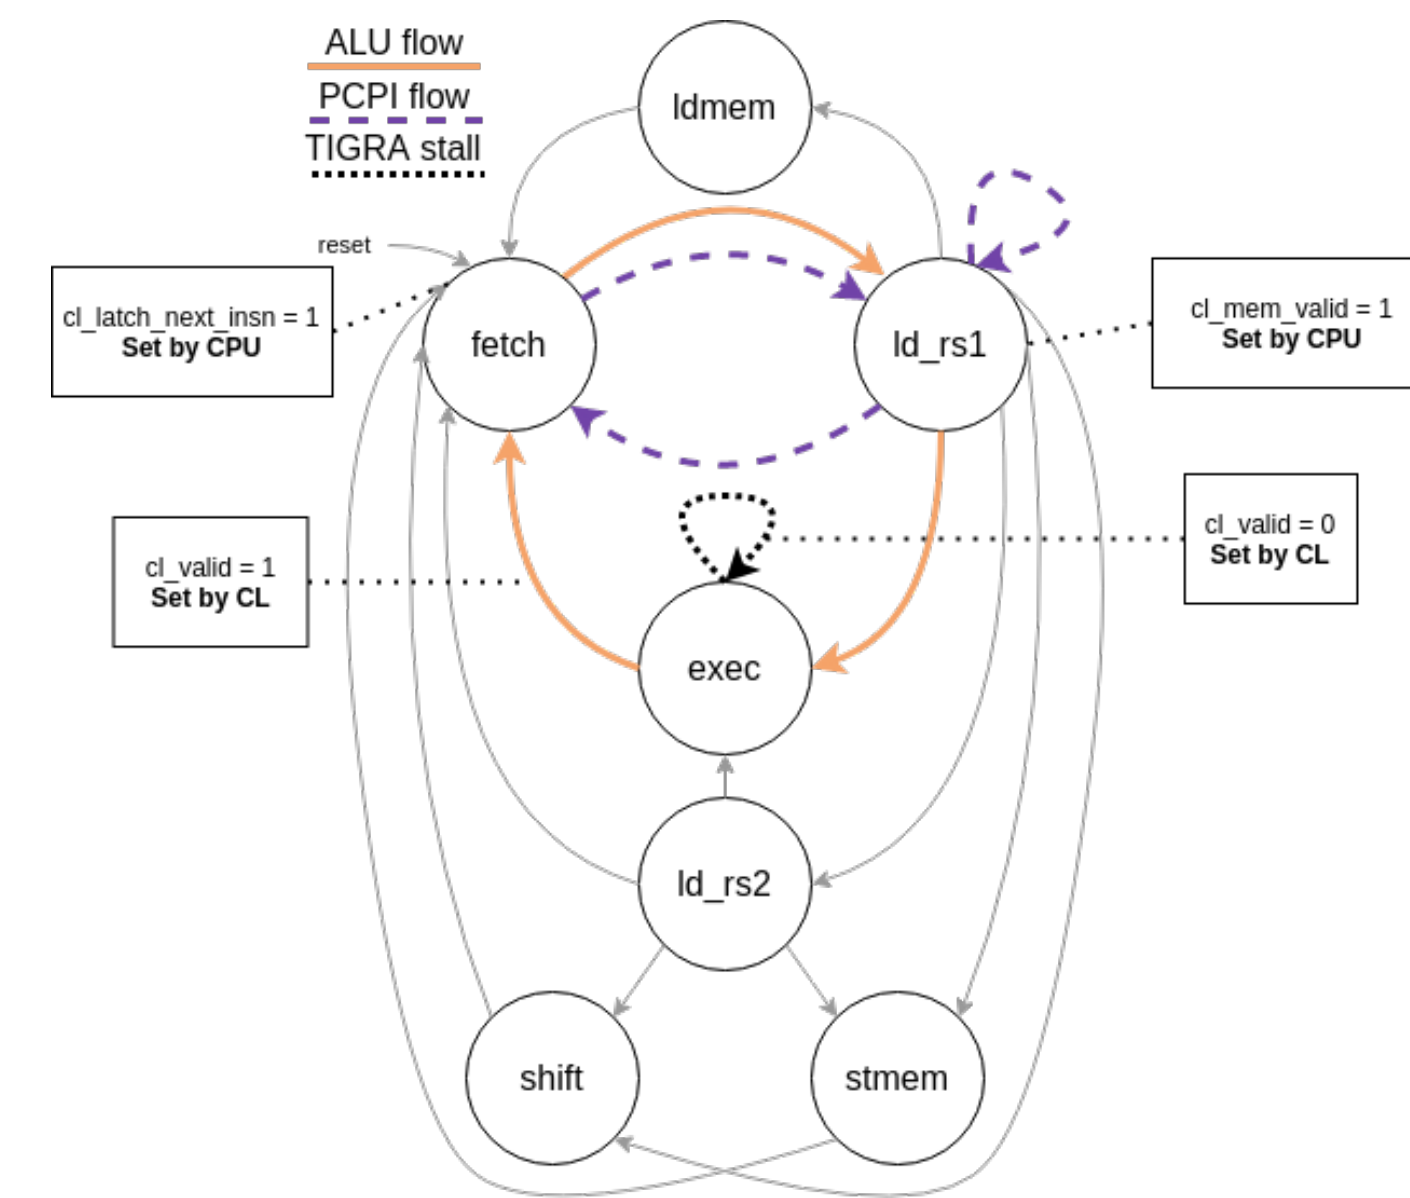 ALU flow
PCPI flow
TIGRA stall
ldmem
reset
cl_latch_next_insn = 1
Set by CPU
fetch
ld_rs1
cl_mem_valid = 1
Set by CPU
cl_valid = 1
Set by CL
cl_valid = 0
Set by CL
exec
ld_rs2
shift
stmem